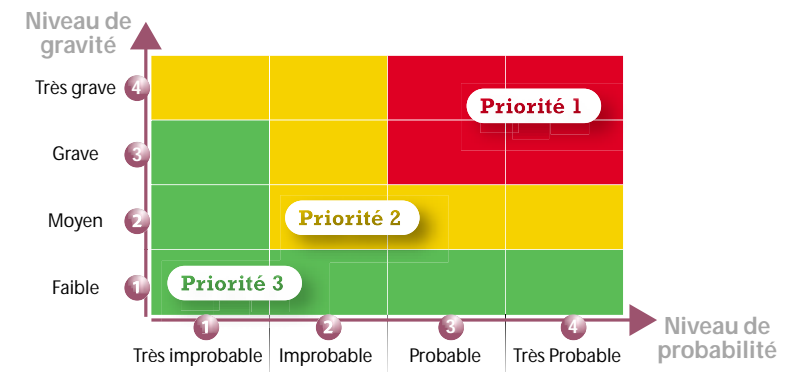 Niveau de
gravité
Très grave 4
Priorité 1
Grave 3
Moyen 2
Priorité 2
Faible 1
Priorité 3
1 2 3 4
Très improbable Improbable Probable Très Probable
Niveau de
probabilité